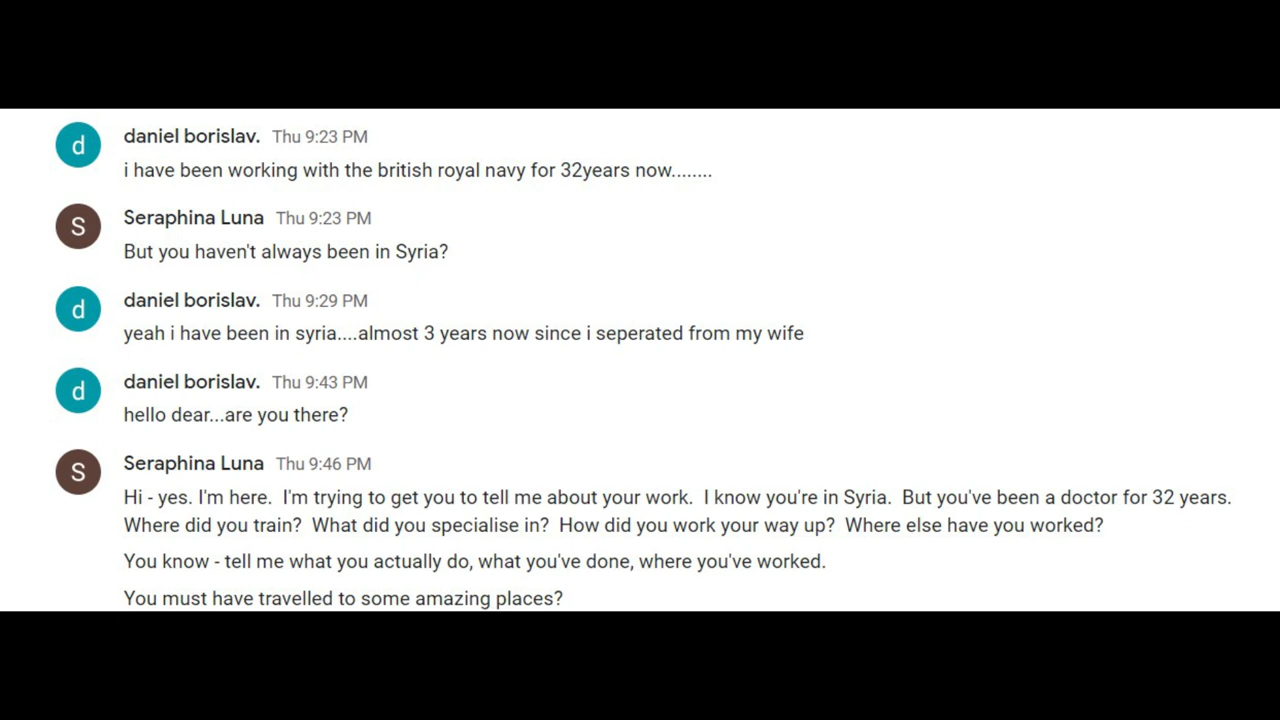 d
daniel borislav. Thu 9:23 PM
i have been working with the british royal navy for 32years now........
S
Seraphina Luna Thu 9:23 PM
But you haven't always been in Syria?
d
daniel borislav. Thu 9:29 PM
yeah i have been in syria....almost 3 years now since i seperated from my wife
d
daniel borislav. Thu 9:43 PM
hello dear...are you there?
S
Seraphina Luna Thu 9:46 PM
Hi - yes. I'm here.  I'm trying to get you to tell me about your work.  I know you're in Syria.  But you've been a doctor for 32 years.
Where did you train?  What did you specialise in?  How did you work your way up?  Where else have you worked?
You know - tell me what you actually do, what you've done, where you've worked.
You must have travelled to some amazing places?